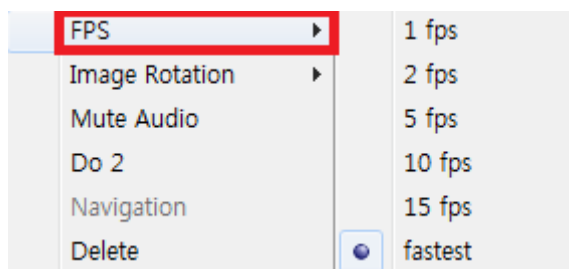 FPS
Image Rotation
Mute Audio
Do 2
Navigation
Delete
1 fps
2 fps
5 fps
10 fps
15 fps
fastest